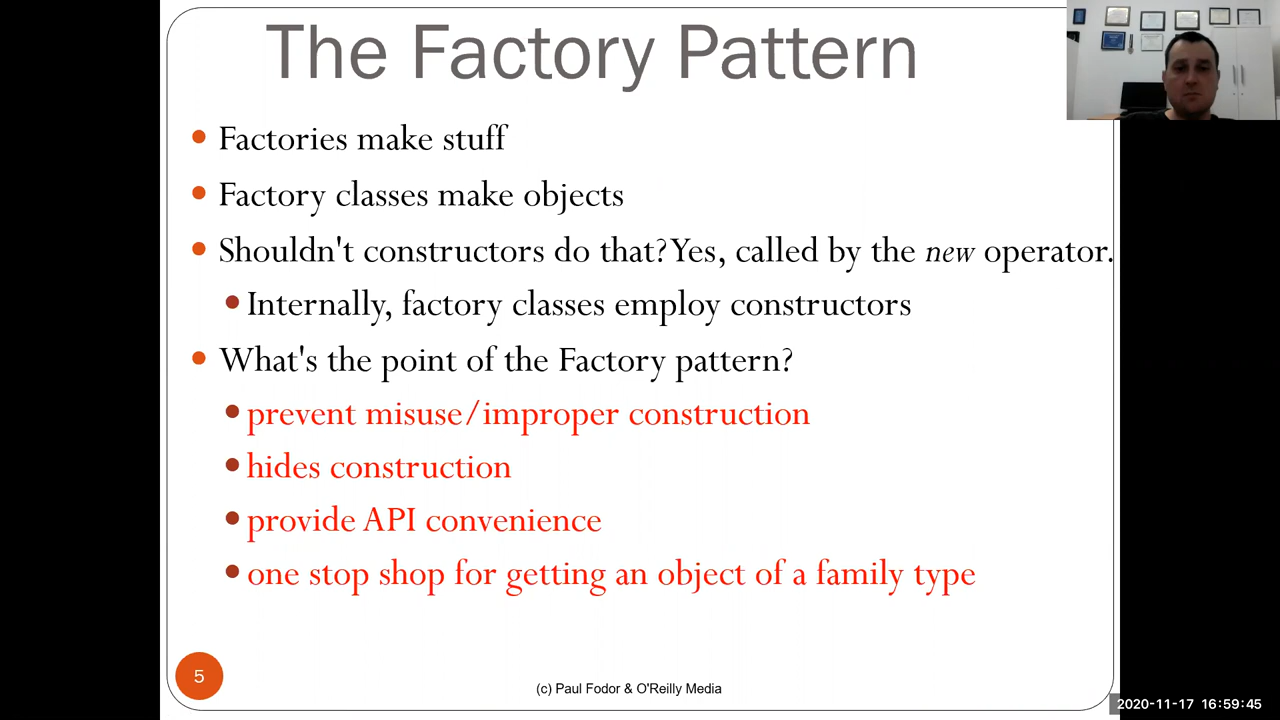 The Factory Pattern
Factories make stuff
Factory classes make objects
Shouldn't constructors do that? Yes, called by the new operator.
Internally, factory classes employ constructors
What's the point of the Factory pattern?
prevent misuse/improper construction
hides construction
provide API convenience
one stop shop for getting an object of a family type
5
(c) Paul Fodor & O'Reilly Media
2020-11-17 16:59:45